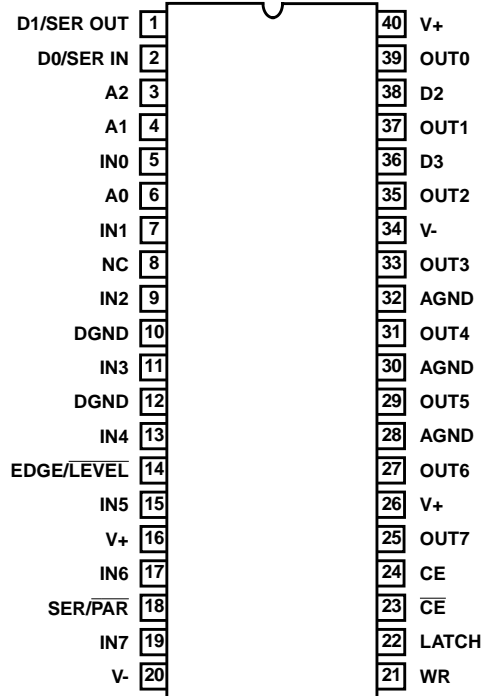 D1/SER OUT 1 40 V+
D0/SER IN 2 39 OUT0
A2 3 38 D2
A1 4 37 OUT1
IN0 5 36 D3
A0 6 35 OUT2
IN1 7 34 V-
NC 8 33 OUT3
IN2 9 32 AGND
DGND 10 31 OUT4
IN3 11 30 AGND
DGND 12 29 OUT5
IN4 13 28 AGND
EDGE/L̅E̅V̅E̅L̅ 14 27 OUT6
IN5 15 26 V+
V+ 16 25 OUT7
IN6 17 24 CE
SER/P̅A̅R̅ 18 23 C̅E̅
IN7 19 22 LATCH
V- 20 21 WR